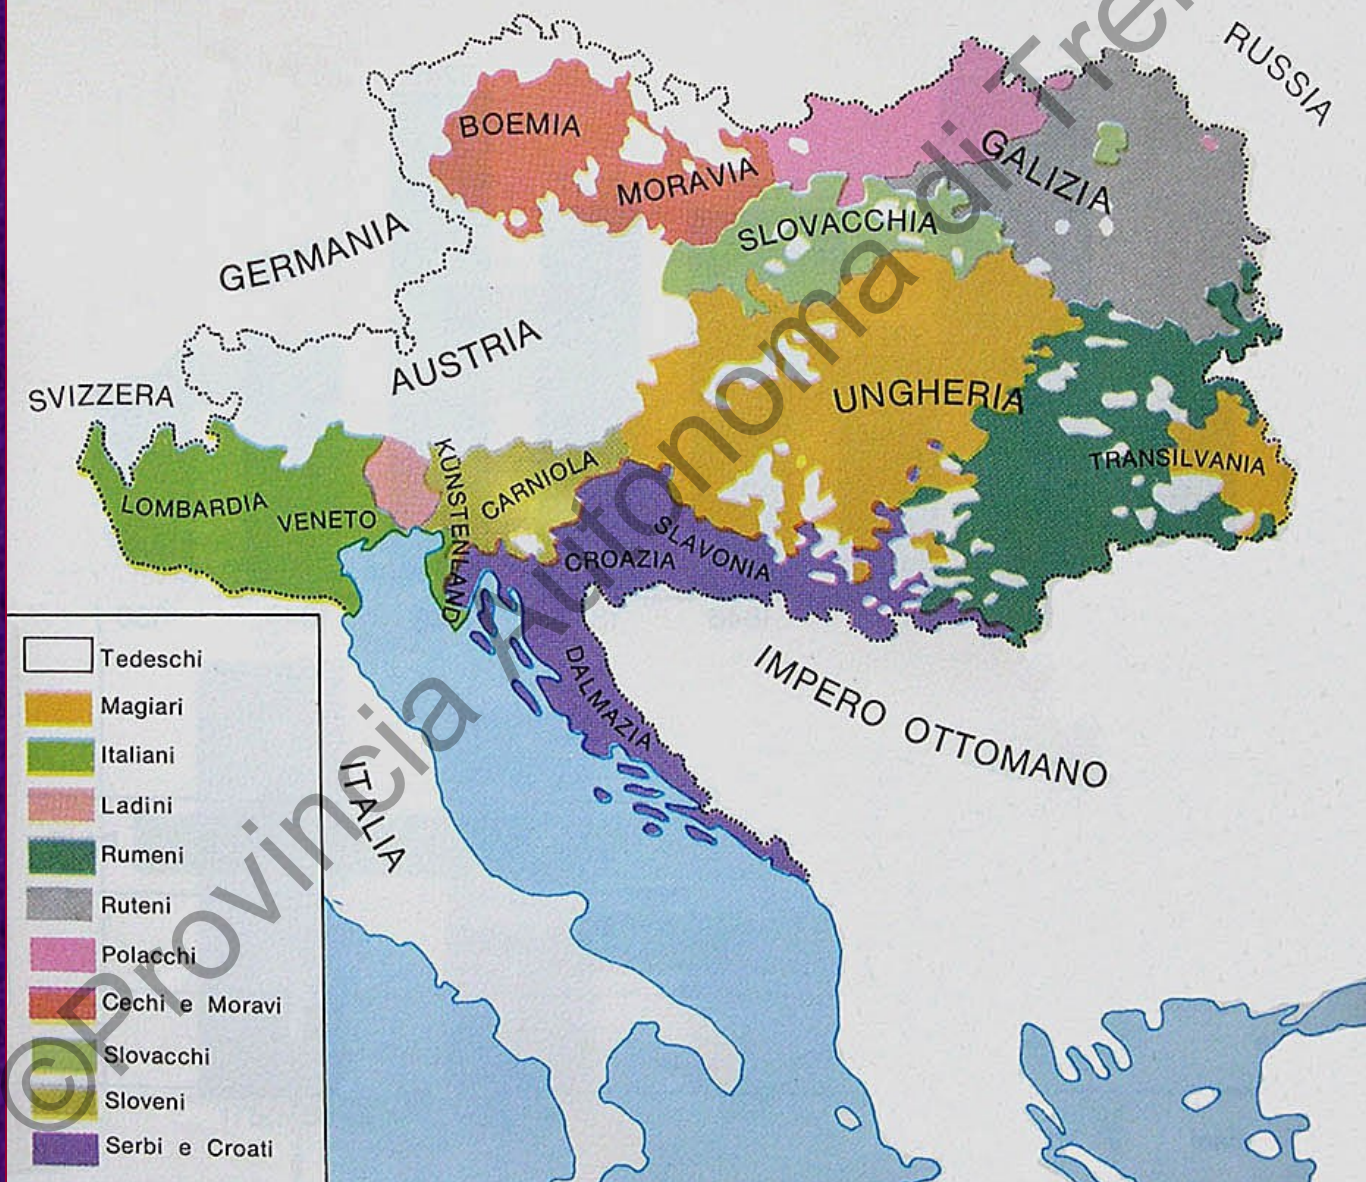 RUSSIA
BOEMIA
MORAVIA
GALIZIA
GERMANIA
SLOVACCHIA
AUSTRIA
SVIZZERA
UNGHERIA
TRANSILVANIA
LOMBARDIA
VENETO
KÜNSTENLAND
CARNIOLA
CROAZIA
SLAVONIA
DALMAZIA
IMPERO OTTOMANO
ITALIA
Tedeschi
Magiari
Italiani
Ladini
Rumeni
Ruteni
Polacchi
Cechi e Moravi
Slovacchi
Sloveni
Serbi e Croati
©Provincia Autonoma di Tre